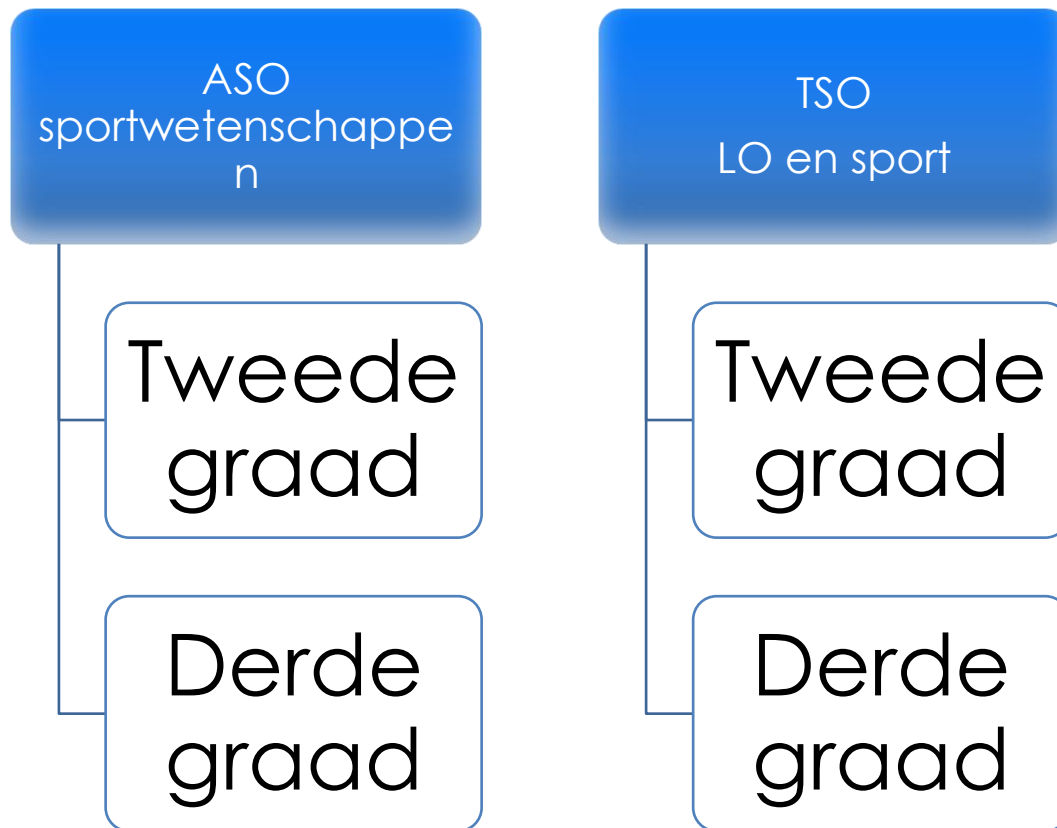 ASO
sportwetenschappe
n
Tweede
graad
Derde
graad
TSO
LO en sport
Tweede
graad
Derde
graad